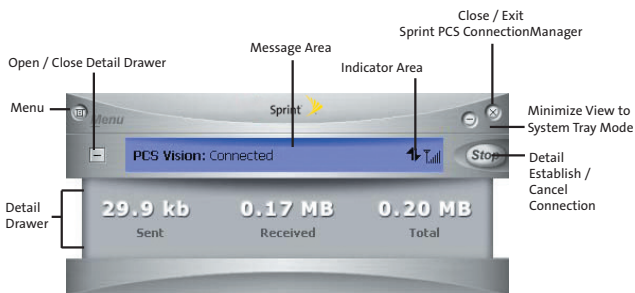 Close / Exit
Sprint PCS ConnectionManager
Message Area
Open / Close Detail Drawer
Indicator Area
Menu
Menu
Sprint
Minimize View to
System Tray Mode
PCS Vision: Connected
Stop
Detail
Establish /
Cancel
Connection
Detail
Drawer
29.9 kb
0.17 MB
0.20 MB
Sent
Received
Total